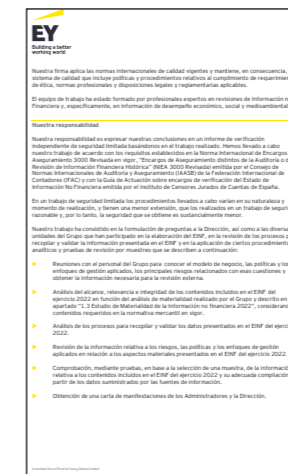 EY
Building a better
working world
Nuestra firma aplica las normas internacionales de calidad vigentes y mantiene, en consecuencia,
sistema de calidad que incluye políticas y procedimientos relativos al cumplimiento de requerimien
de ética, normas profesionales y disposiciones legales y reglamentarias aplicables.
El equipo de trabajo ha estado formado por profesionales expertos en revisiones de Información n
Financiera y, específicamente, en información de desempeño económico, social y medioambiental
Nuestra responsabilidad
Nuestra responsabilidad es expresar nuestras conclusiones en un informe de verificación
independiente de seguridad limitada basándonos en el trabajo realizado. Hemos llevado a cabo
nuestro trabajo de acuerdo con los requisitos establecidos en la Norma Internacional de Encargos
Aseguramiento 3000 Revisada en vigor, "Encargos de Aseguramiento distintos de la Auditoría o d
Revisión de Información Financiera Histórica" (NIEA 3000 Revisada) emitida por el Consejo de
Normas Internacionales de Auditoría y Aseguramiento (IAASB) de la Federación Internacional de
Contadores (IFAC) y con la Guía de Actuación sobre encargos de verificación del Estado de
Información No Financiera emitida por el Instituto de Censores Jurados de Cuentas de España.
En un trabajo de seguridad limitada los procedimientos llevados a cabo varían en su naturaleza y
momento de realización, y tienen una menor extensión, que los realizados en un trabajo de seguri
razonable y, por lo tanto, la seguridad que se obtiene es sustancialmente menor.
Nuestro trabajo ha consistido en la formulación de preguntas a la Dirección, así como a las diversa
unidades del Grupo que han participado en la elaboración del EINF, en la revisión de los procesos p
recopilar y validar la información presentada en el EINF y en la aplicación de ciertos procedimiento
analíticos y pruebas de revisión por muestreo que se describen a continuación:
Reuniones con el personal del Grupo para conocer el modelo de negocio, las políticas y los
enfoques de gestión aplicados, los principales riesgos relacionados con esas cuestiones y
obtener la información necesaria para la revisión externa.
Análisis del alcance, relevancia e integridad de los contenidos incluidos en el EINF del
ejercicio 2022 en función del análisis de materialidad realizado por el Grupo y descrito en
apartado "1.3 Estudio de Materialidad de la Información no financiera 2022", considerand
contenidos requeridos en la normativa mercantil en vigor.
Análisis de los procesos para recopilar y validar los datos presentados en el EINF del ejerci
2022.
Revisión de la información relativa a los riesgos, las políticas y los enfoques de gestión
aplicados en relación a los aspectos materiales presentados en el EINF del ejercicio 2022.
Comprobación, mediante pruebas, en base a la selección de una muestra, de la informació
relativa a los contenidos incluidos en el EINF del ejercicio 2022 y su adecuada compilación
partir de los datos suministrados por las fuentes de información.
Obtención de una carta de manifestaciones de los Administradores y la Dirección.